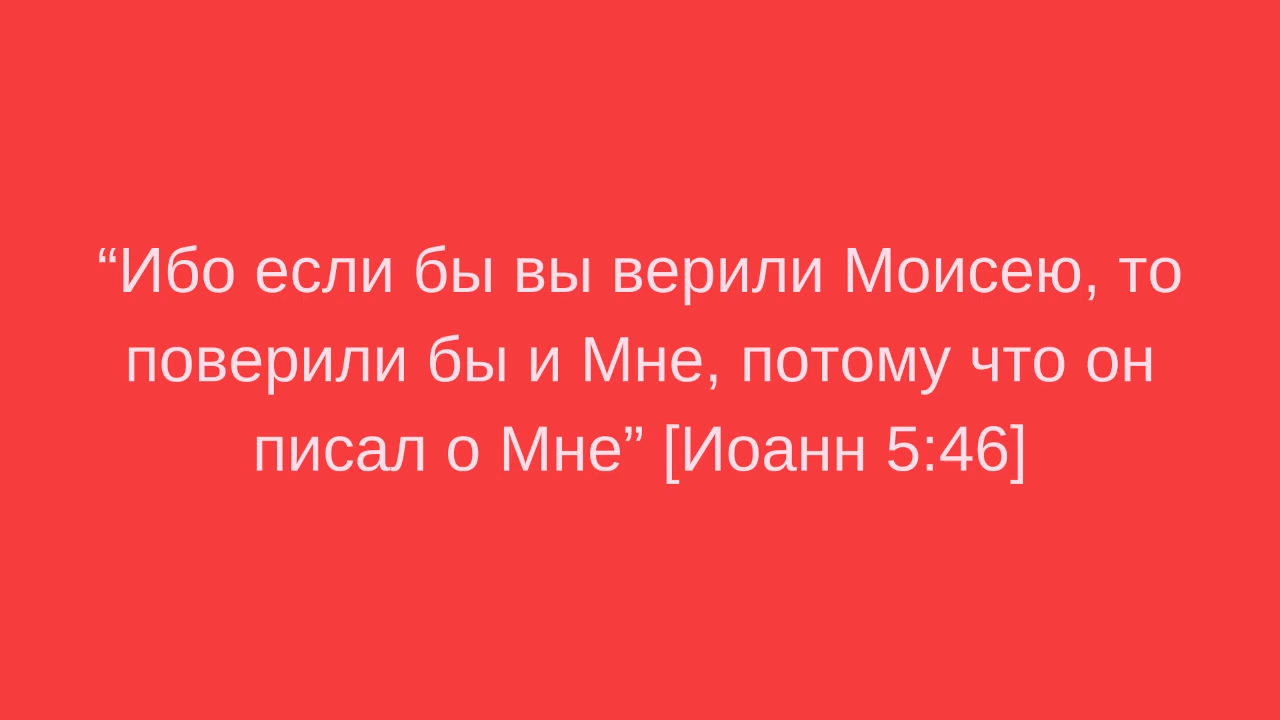 “Ибо если бы вы верили Моисею, то
поверили бы и Мне, потому что он
писал о Мне” [Иоанн 5:46]